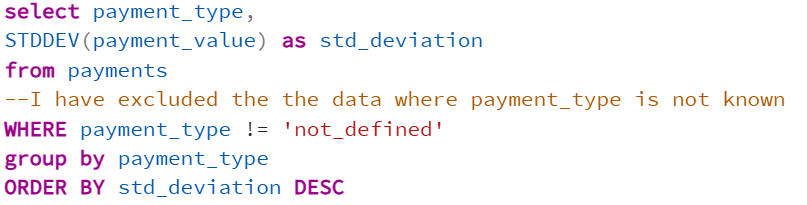 select payment_type,
STDDEV(payment_value) as std_deviation
from payments
--I have excluded the the data where payment_type is not known
WHERE payment_type != 'not_defined'
group by payment_type
ORDER BY std_deviation DESC